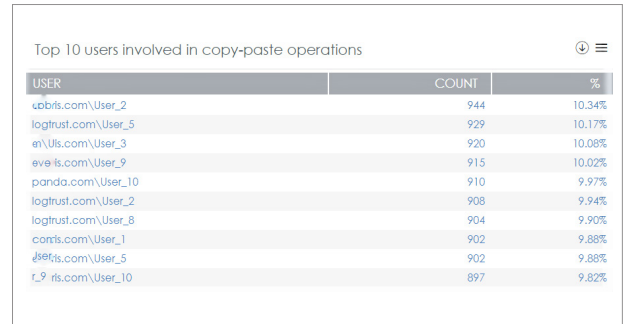 Top 10 users involved in copy-paste operations
USER COUNT %
\User_2 944 10.34%
logtrust.com\User_5 929 10.17%
\User_3 920 10.08%
\User_9 915 10.02%
panda.com\User_10 910 9.97%
logtrust.com\User_2 908 9.94%
logtrust.com\User_8 904 9.90%
\User_1 902 9.88%
\User_5 902 9.88%
\User_10 897 9.82%